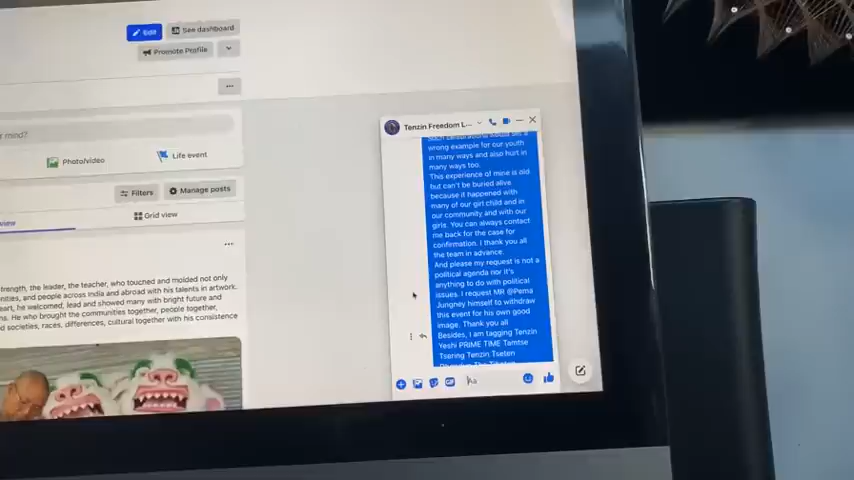 Edit
See dashboard
Promote Profile
mind?
Photo/video
Life event
Filters
Manage posts
view
Grid view
trength, the leader, the teacher, who touched and molded not only
nities, and people across India and abroad with his talents in artwork.
eart, he welcomed, lead and showed many with bright future and
ns. He who brought the communities together, people together,
d societies, races, differences, cultural together with his consistence
Tenzin Freedom L...
wrong example for our youth
in many ways and also hurt in
many ways too.
This experience of mine is old
but can't be buried alive
because it happened with
many of our girl child and in
our community and with our
girls. You can always contact
me back for the case for
confirmation. I thank you all
the team in advance.
And please my request is not a
political agenda nor it's
anything to do with political
issues. I request MR @Pema
Jungney himself to withdraw
this event for his own good
image. Thank you all
Besides, I am tagging Tenzin
Yeshi PRIME TIME Tamtse
Tsering Tenzin Tseten
Aa